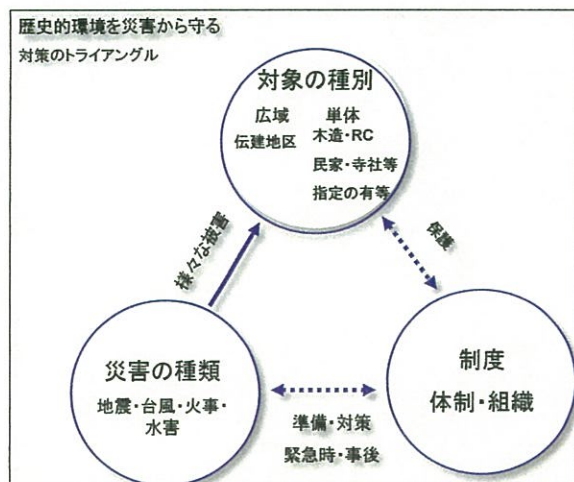 歴史的環境を災害から守る
対策のトライアングル
対象の種別
広域 単体
伝建地区 木造・RC
民家・寺社等
指定の有等
様々な被害
保護
災害の種類
地震・台風・火事・
水害
制度
体制・組織
準備・対策
緊急時・事後